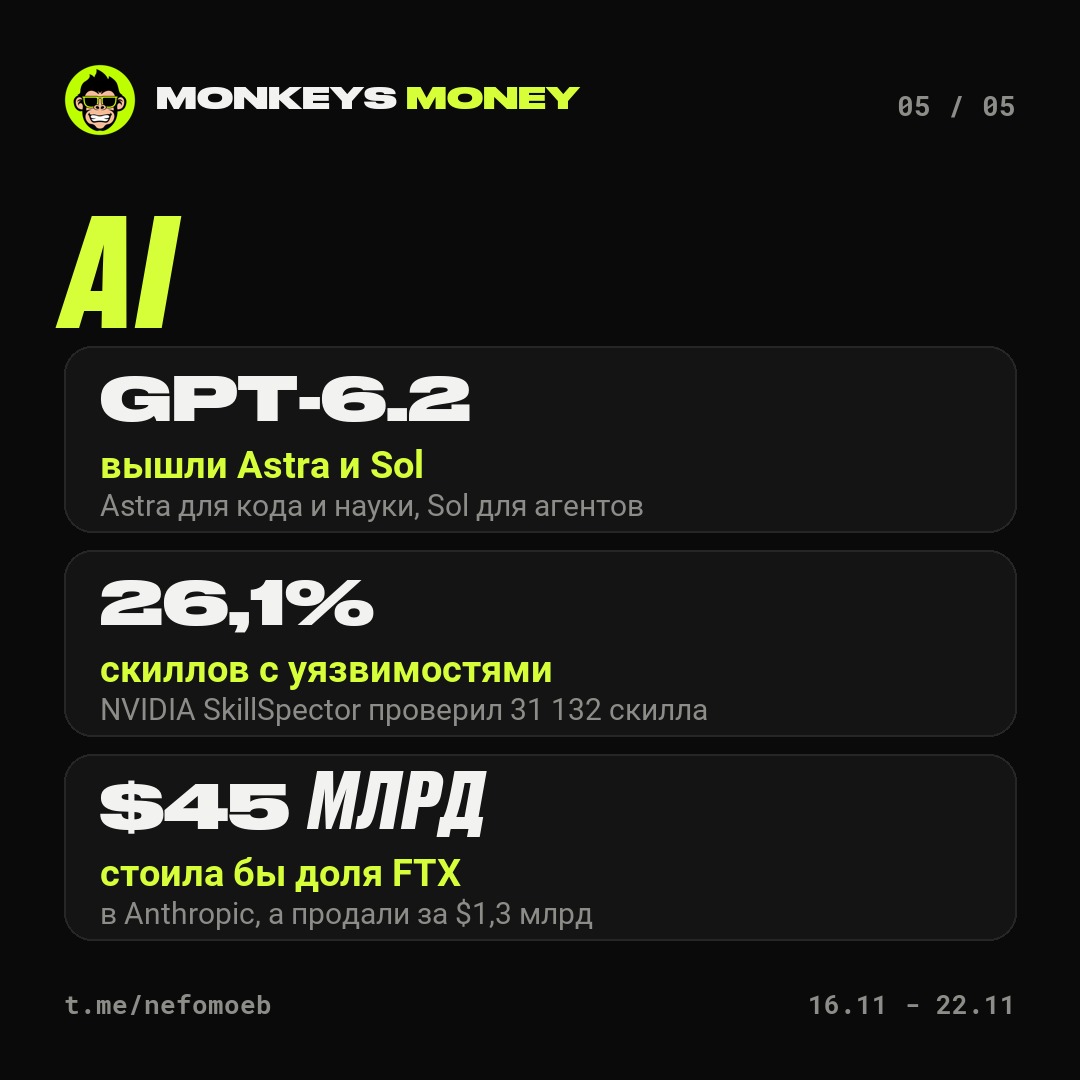 MONKEYS MONEY
05 / 05
AI
GPT-6.2
вышли Astra и Sol
Astra для кода и науки, Sol для агентов
26,1%
скиллов с уязвимостями
NVIDIA SkillSpector проверил 31 132 скилла
$45 МЛРД
стоила бы доля FTX
в Anthropic, а продали за $1,3 млрд
t.me/nefomoeb
16.11 - 22.11